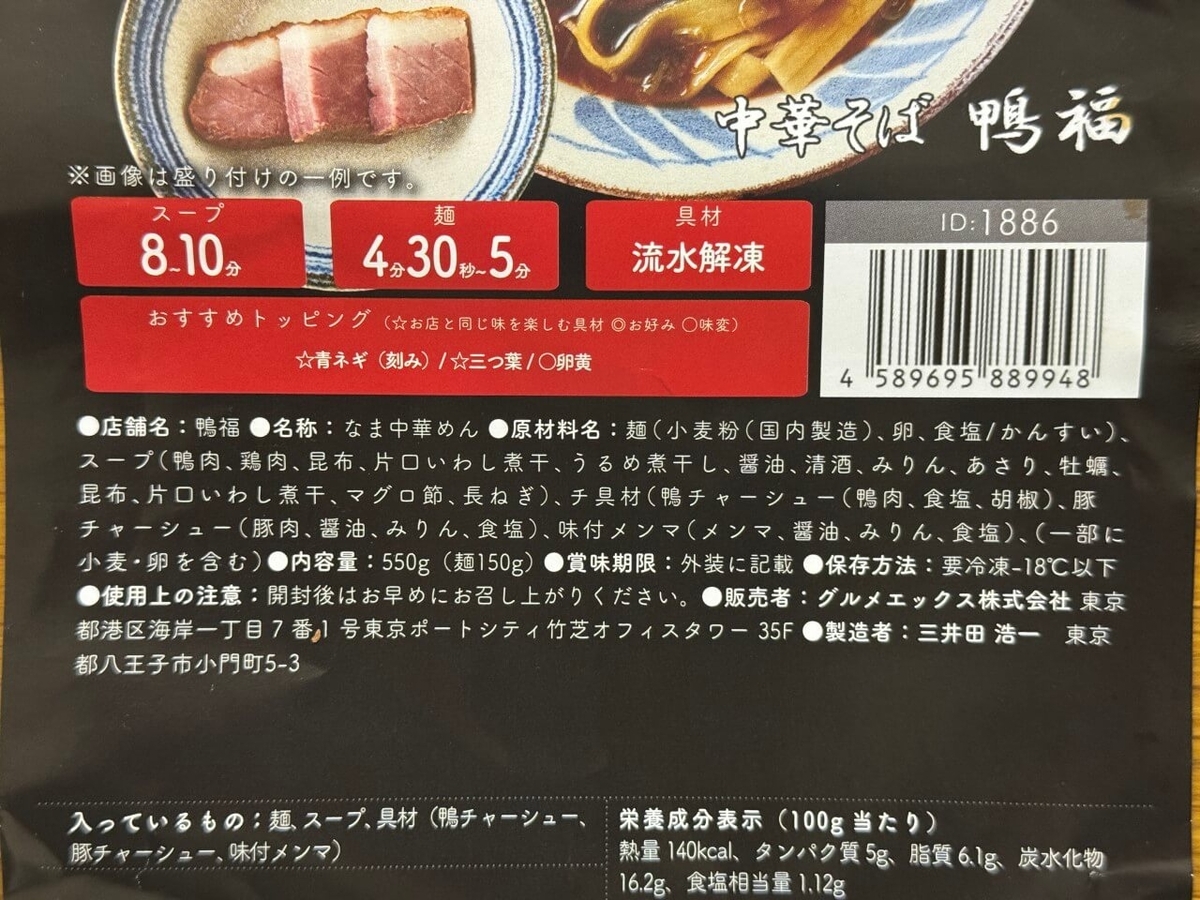 中華そば 鴨福
※画像は盛り付けの一例です。
スープ
8~10分
麺
4分30秒~5分
具材
流水解凍
ID:1886
4 589695 889948
おすすめトッピング (☆お店と同じ味を楽しむ具材 ◎お好み ○味変)
☆青ネギ (刻み) / ☆三つ葉 / ○卵黄
●店舗名：鴨福 ●名称：なま中華めん ●原材料名：麺(小麦粉(国内製造)、卵、食塩/かんすい)、
スープ(鴨肉、鶏肉、昆布、片口いわし煮干、うるめ煮干し、醤油、清酒、みりん、あさり、牡蠣、
昆布、片口いわし煮干、マグロ節、長ねぎ)、チ具材(鴨チャーシュー(鴨肉、食塩、胡椒)、豚
チャーシュー(豚肉、醤油、みりん、食塩)、味付メンマ(メンマ、醤油、みりん、食塩)、(一部に
小麦・卵を含む) ●内容量：550g (麺150g) ●賞味期限：外装に記載 ●保存方法：要冷凍-18℃以下
●使用上の注意：開封後はお早めにお召し上がりください。 ●販売者：グルメエックス株式会社 東京
都港区海岸一丁目7番1号東京ポートシティ竹芝オフィスタワー 35F ●製造者：三井田 浩一 東京
都八王子市小門町5-3
入っているもの：麺、スープ、具材 (鴨チャーシュー、
豚チャーシュー、味付メンマ)
栄養成分表示 (100g 当たり)
熱量 140kcal、タンパク質 5g、脂質 6.1g、炭水化物
16.2g、食塩相当量 1.12g